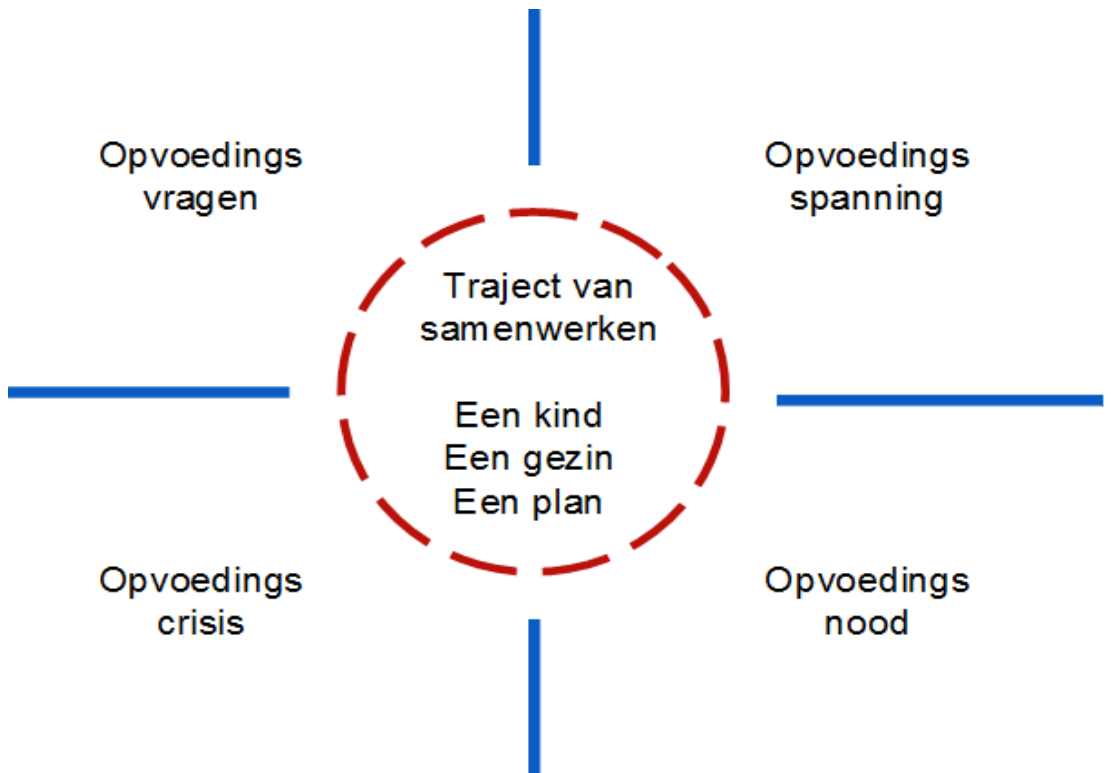 Opvoedings
vragen
Opvoedings
spanning
Traject van
samenwerken
Een kind
Een gezin
Een plan
Opvoedings
crisis
Opvoedings
nood